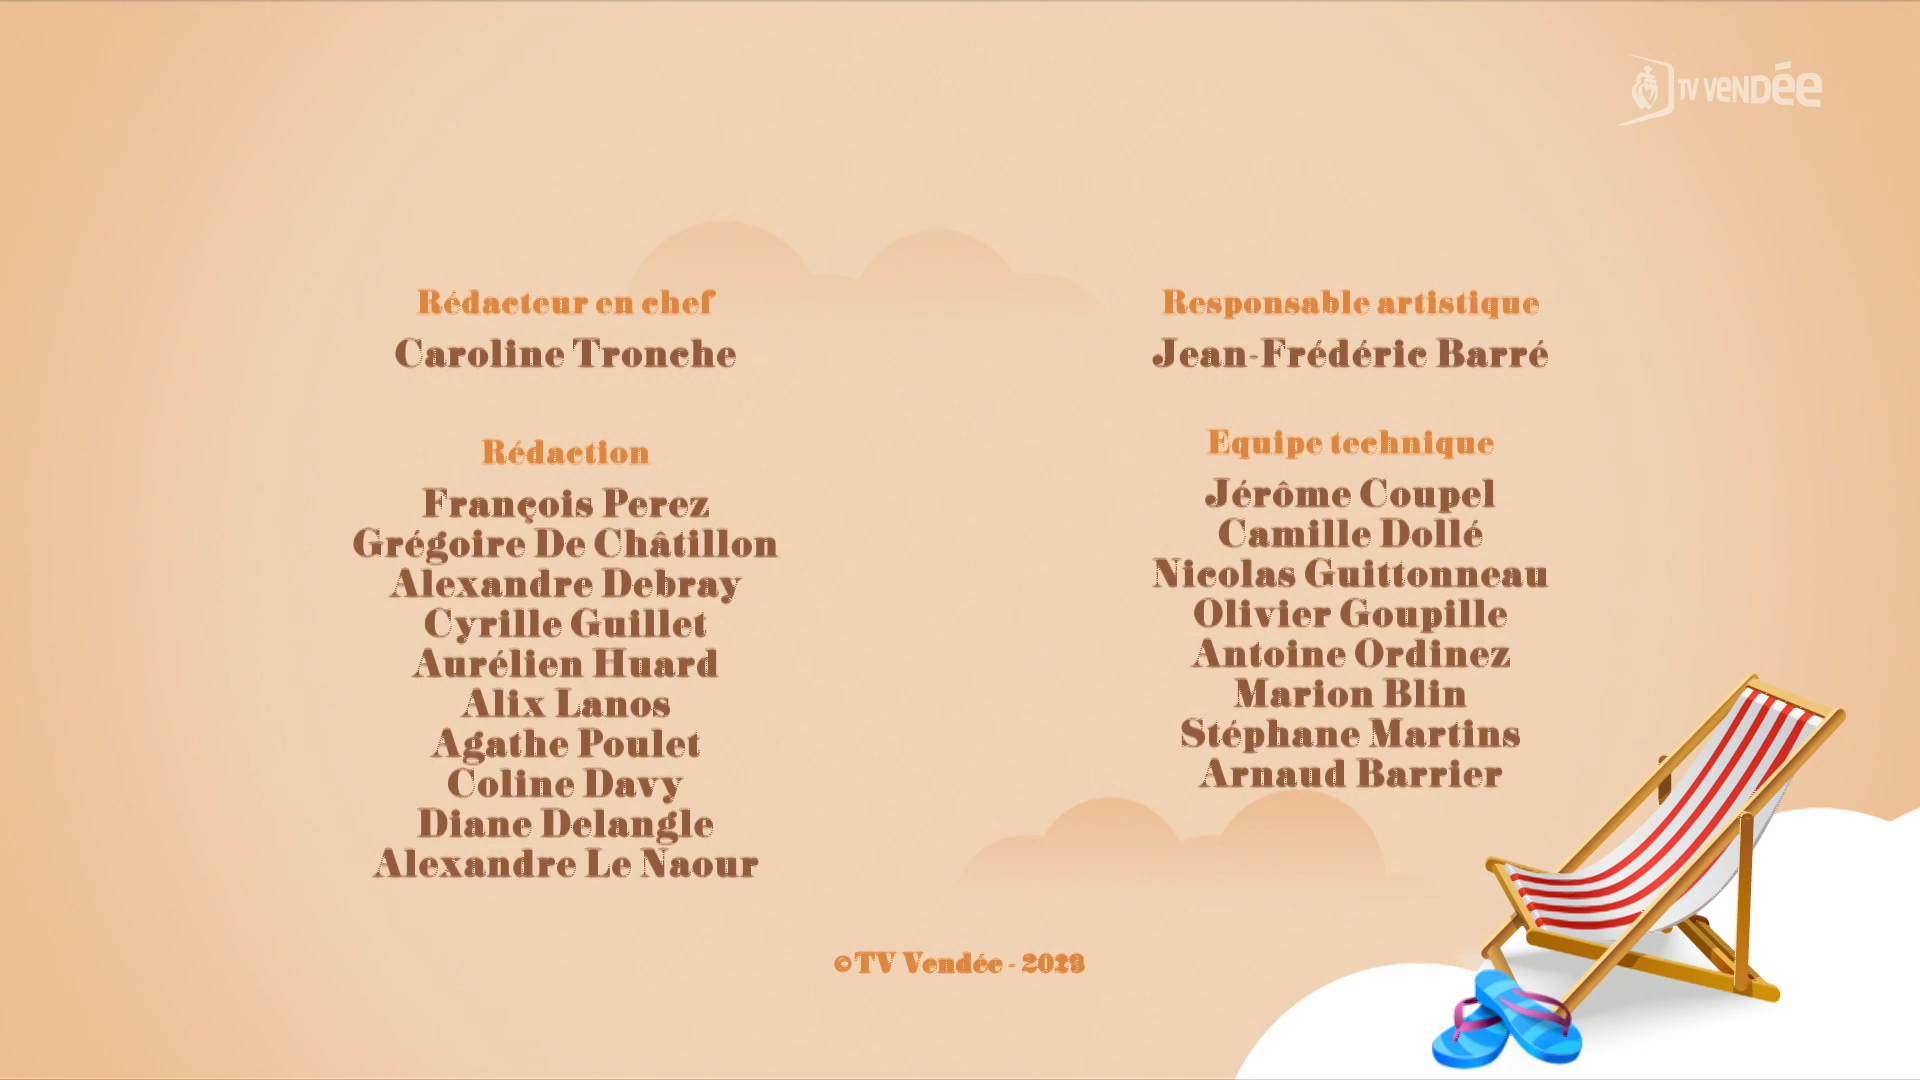 TV VENDÉE
Rédacteur en chef
Caroline Tronche
Rédaction
François Perez
Grégoire De Châtillon
Alexandre Debray
Cyrille Guillet
Aurélien Huard
Alix Lanos
Agathe Poulet
Coline Davy
Diane Delangle
Alexandre Le Naour
Responsable artistique
Jean-Frédéric Barré
Equipe technique
Jérôme Coupel
Camille Dollé
Nicolas Guittonneau
Olivier Goupille
Antoine Ordinez
Marion Blin
Stéphane Martins
Arnaud Barrier
©TV Vendée -